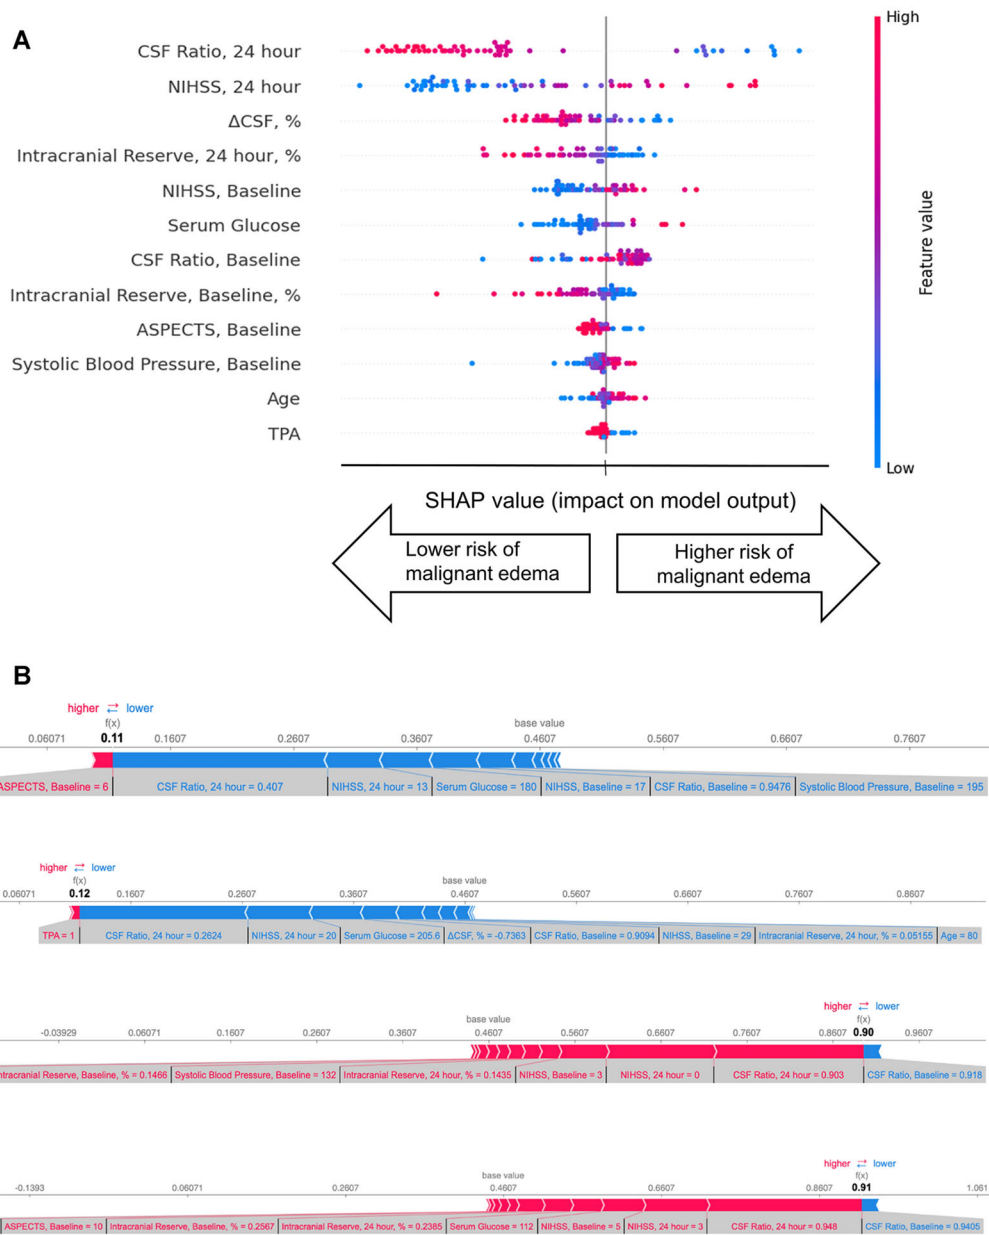 A
High
CSF Ratio, 24 hour
NIHSS, 24 hour
ΔCSF, %
Intracranial Reserve, 24 hour, %
NIHSS, Baseline
Serum Glucose
CSF Ratio, Baseline
Intracranial Reserve, Baseline, %
ASPECTS, Baseline
Systolic Blood Pressure, Baseline
Age
TPA
Feature value
Low
SHAP value (impact on model output)
Lower risk of
malignant edema
Higher risk of
malignant edema
B
higher ⇄ lower
f(x) base value
0.06071 0.11 0.1607 0.2607 0.3607 0.4607 0.5607 0.6607 0.7607
ASPECTS, Baseline = 6 CSF Ratio, 24 hour = 0.407 NIHSS, 24 hour = 13 Serum Glucose = 180 NIHSS, Baseline = 17 CSF Ratio, Baseline = 0.9476 Systolic Blood Pressure, Baseline = 195
higher ⇄ lower
f(x) base value
0.06071 0.12 0.1607 0.2607 0.3607 0.4607 0.5607 0.6607 0.7607 0.8607
TPA = 1 CSF Ratio, 24 hour = 0.2624 NIHSS, 24 hour = 20 Serum Glucose = 205.6 ΔCSF, % = -0.7363 CSF Ratio, Baseline = 0.9094 NIHSS, Baseline = 29 Intracranial Reserve, 24 hour, % = 0.05155 Age = 80
higher ⇄ lower
base value f(x)
-0.03929 0.06071 0.1607 0.2607 0.3607 0.4607 0.5607 0.6607 0.7607 0.8607 0.90 0.9607
ntracranial Reserve, Baseline, % = 0.1466 Systolic Blood Pressure, Baseline = 132 Intracranial Reserve, 24 hour, % = 0.1435 NIHSS, Baseline = 3 NIHSS, 24 hour = 0 CSF Ratio, 24 hour = 0.903 CSF Ratio, Baseline = 0.918
higher ⇄ lower
base value f(x)
-0.1393 0.06071 0.2607 0.4607 0.6607 0.8607 0.91 1.061
ASPECTS, Baseline = 10 Intracranial Reserve, Baseline, % = 0.2567 Intracranial Reserve, 24 hour, % = 0.2385 Serum Glucose = 112 NIHSS, Baseline = 5 NIHSS, 24 hour = 3 CSF Ratio, 24 hour = 0.948 CSF Ratio, Baseline = 0.9405